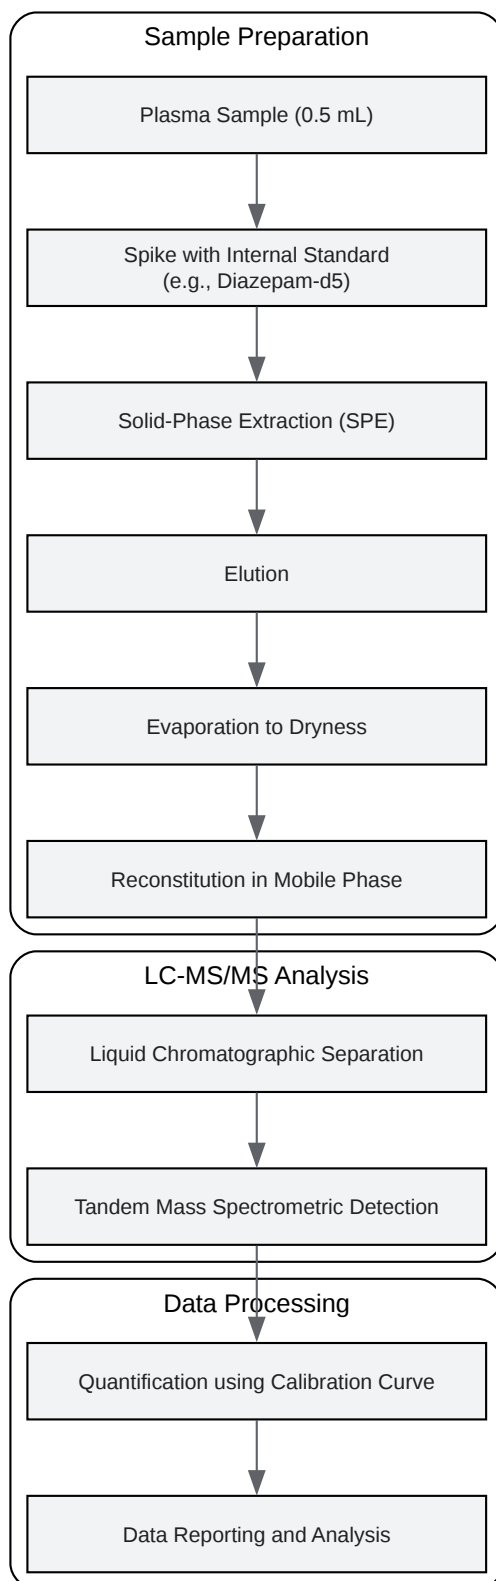 Sample Preparation
Plasma Sample (0.5 mL)
Spike with Internal Standard
(e.g., Diazepam-d5)
Solid-Phase Extraction (SPE)
Elution
Evaporation to Dryness
Reconstitution in Mobile Phase
LC-MS/MS Analysis
Liquid Chromatographic Separation
Tandem Mass Spectrometric Detection
Data Processing
Quantification using Calibration Curve
Data Reporting and Analysis